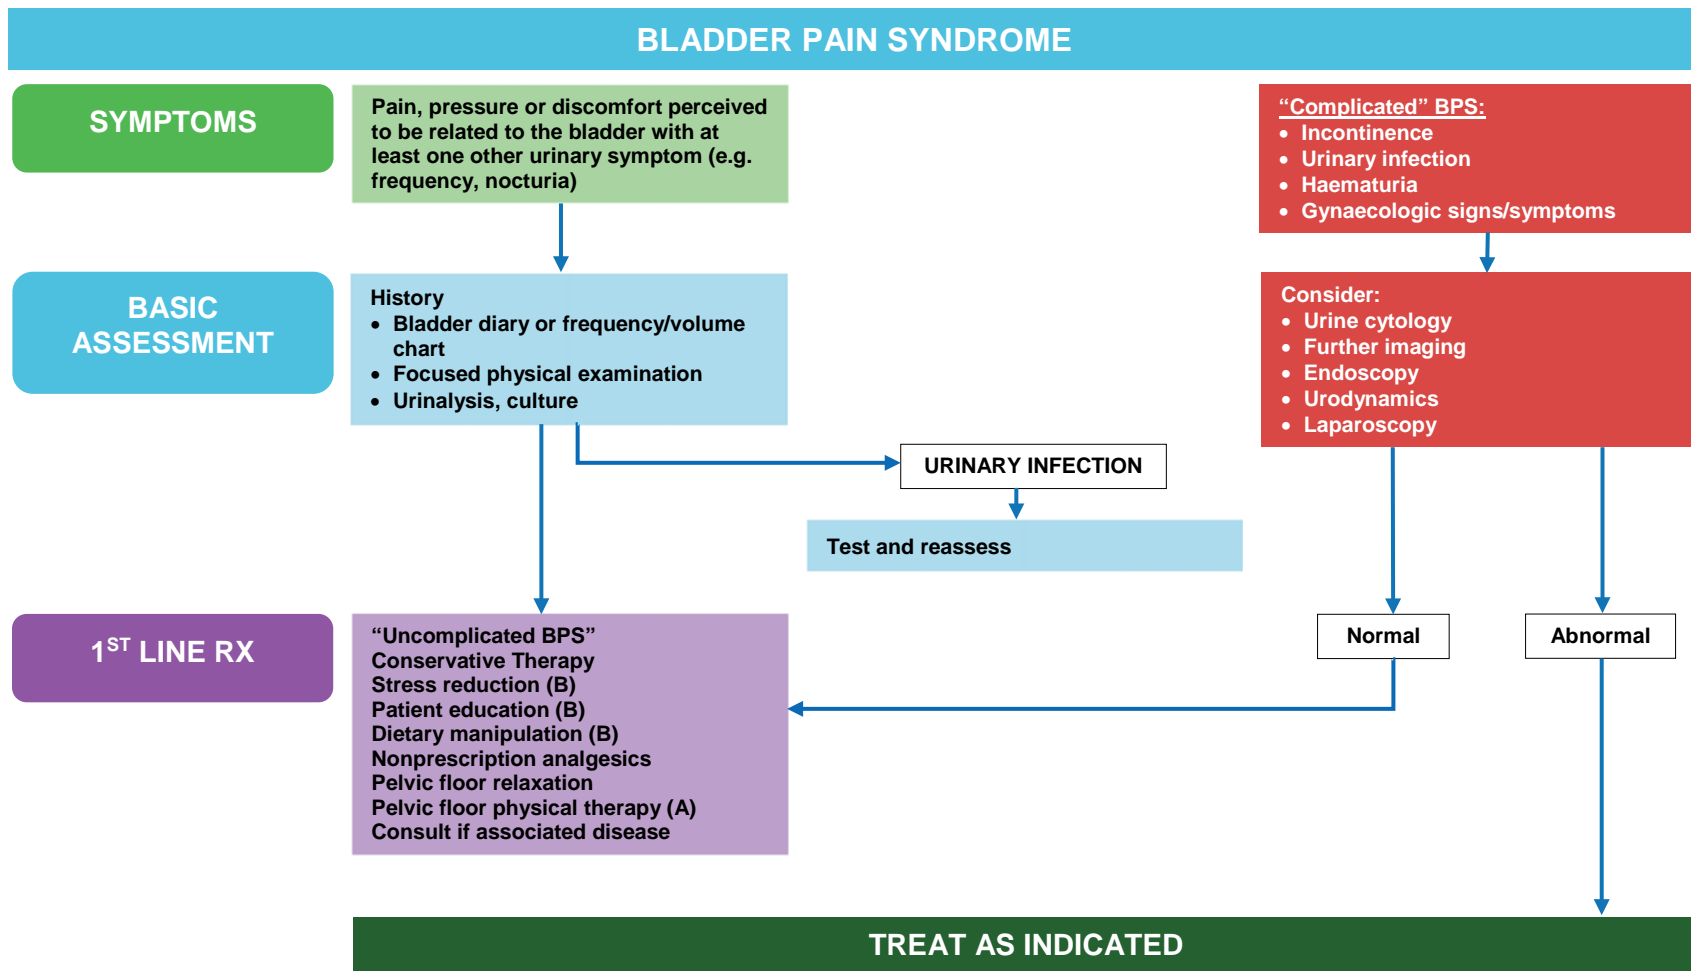 BLADDER PAIN SYNDROME
SYMPTOMS
Pain, pressure or discomfort perceived
to be related to the bladder with at
least one other urinary symptom (e.g.
frequency, nocturia)
“Complicated” BPS:
• Incontinence
• Urinary infection
• Haematuria
• Gynaecologic signs/symptoms
BASIC
ASSESSMENT
History
• Bladder diary or frequency/volume
chart
• Focused physical examination
• Urinalysis, culture
Consider:
• Urine cytology
• Further imaging
• Endoscopy
• Urodynamics
• Laparoscopy
URINARY INFECTION
Test and reassess
1ST LINE RX
“Uncomplicated BPS”
Conservative Therapy
Stress reduction (B)
Patient education (B)
Dietary manipulation (B)
Nonprescription analgesics
Pelvic floor relaxation
Pelvic floor physical therapy (A)
Consult if associated disease
Normal
Abnormal
TREAT AS INDICATED